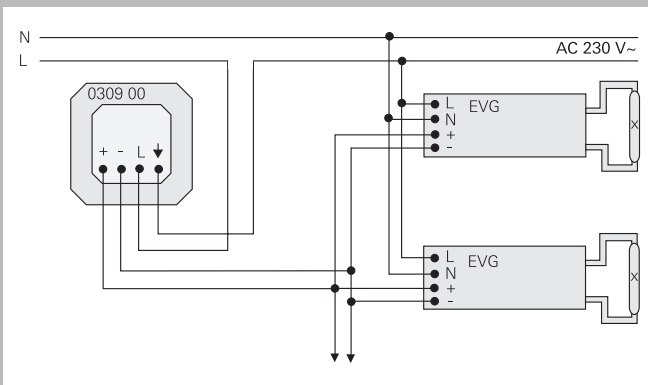 N
AC 230 V~
L
0309 00
+ - L
L EVG
N
+
-
X
L EVG
N
+
-
X